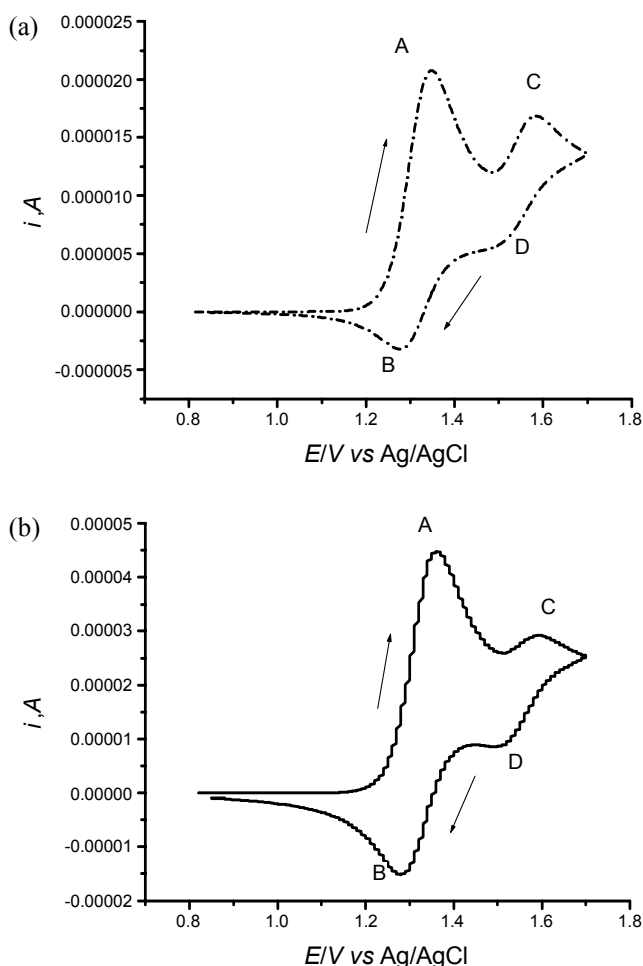 (a)
0.000025
0.000020
0.000015
0.000010
0.000005
0.000000
-0.000005
i ,A
A
C
D
B
0.8 1.0 1.2 1.4 1.6 1.8
E/V vs Ag/AgCl
(b)
0.00005
0.00004
0.00003
0.00002
0.00001
0.00000
-0.00001
-0.00002
i ,A
A
C
D
B
0.8 1.0 1.2 1.4 1.6 1.8
E/V vs Ag/AgCl